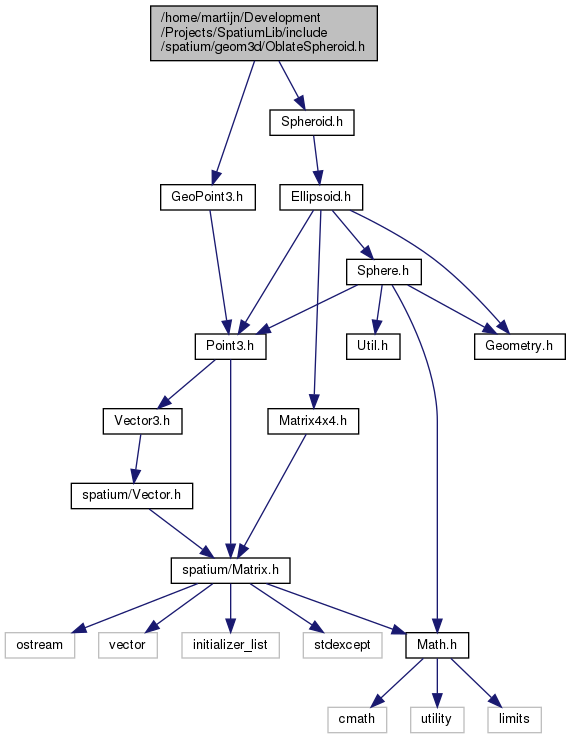 /home/martijn/Development
/Projects/SpatiumLib/include
/spatium/geom3d/OblateSpheroid.h
Spheroid.h
GeoPoint3.h
Ellipsoid.h
Sphere.h
Point3.h
Util.h
Geometry.h
Vector3.h
Matrix4x4.h
spatium/Vector.h
spatium/Matrix.h
ostream
vector
initializer_list
stdexcept
Math.h
cmath
utility
limits